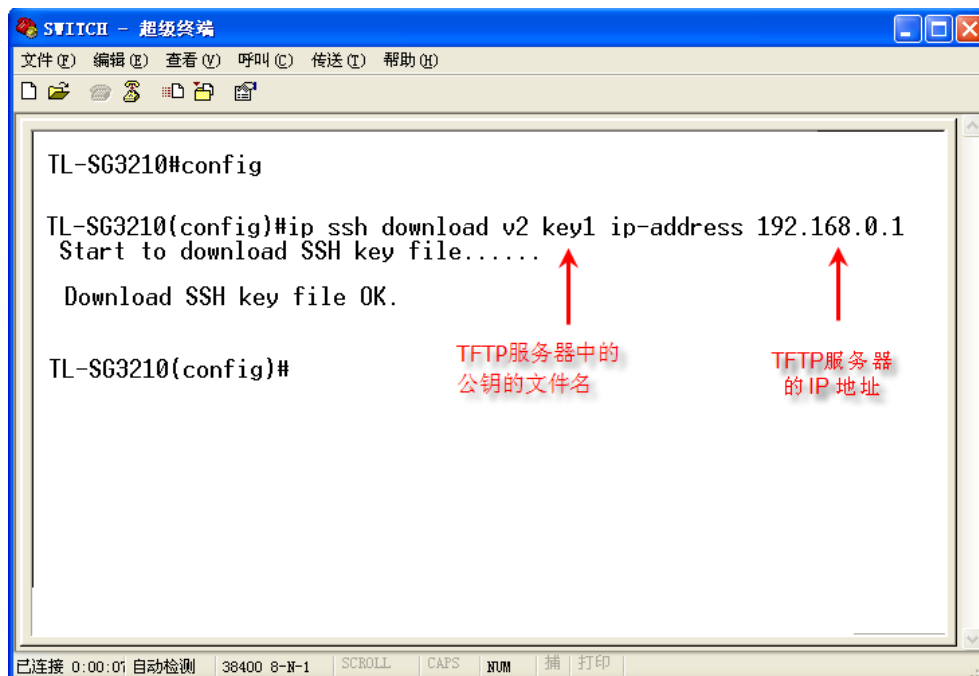 SWITCH - 超级终端
文件(F) 编辑(E) 查看(V) 呼叫(C) 传送(T) 帮助(H)
TL-SG3210#config
TL-SG3210(config)#ip ssh download v2 key1 ip-address 192.168.0.1
Start to download SSH key file......
Download SSH key file OK.
TL-SG3210(config)#
TFTP服务器中的
公钥的文件名
TFTP服务器
的IP地址
已连接 0:00:07 自动检测 38400 8-N-1 SCROLL CAPS NUM 捕 打印